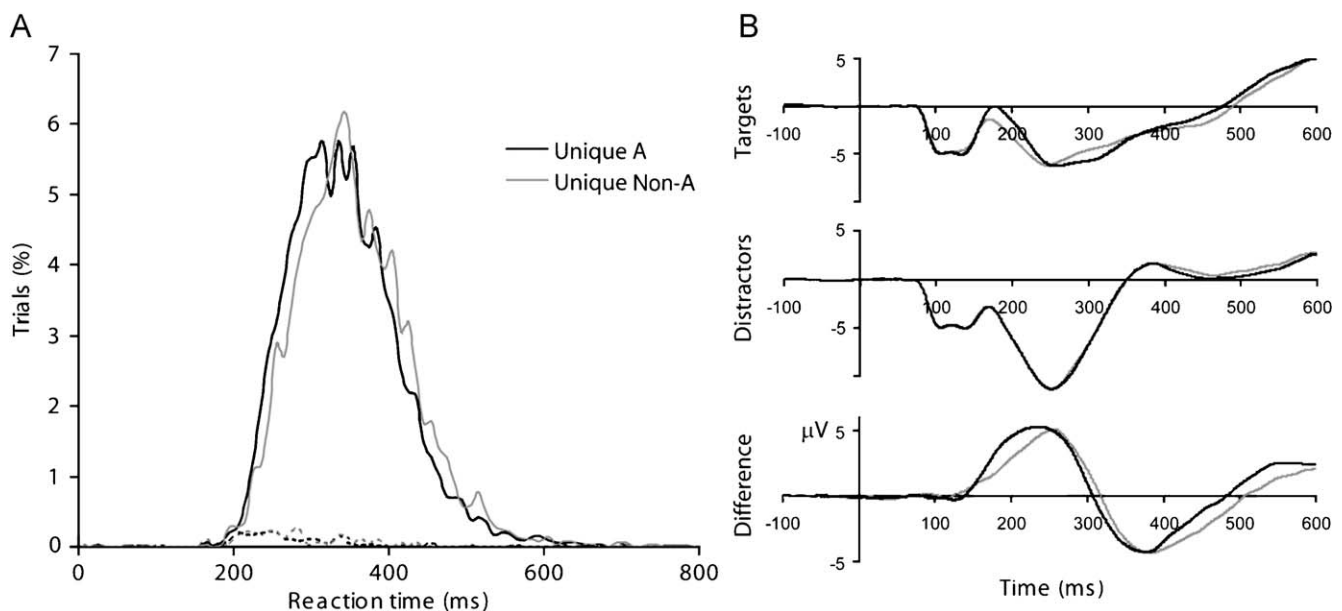 A
7
6
5
4
3
2
1
0
Trials (%)
0 200 400 600 800
Reaction time (ms)
Unique A
Unique Non-A
B
Targets
5
-5
-100 100 200 300 400 500 600
Distractors
5
-5
-100 100 200 300 400 500 600
Difference
μV
5
-5
-100 100 200 300 400 500 600
Time (ms)